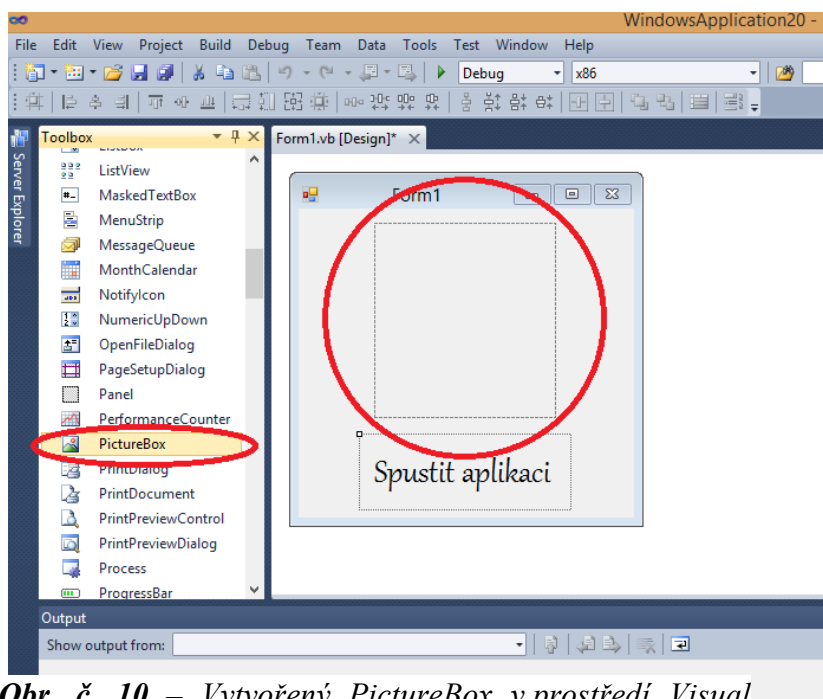 WindowsApplication20 -
File Edit View Project Build Debug Team Data Tools Test Window Help
Debug x86
Toolbox
Form1.vb [Design]*
Server Explorer
ListBox
ListView
MaskedTextBox
MenuStrip
MessageQueue
MonthCalendar
NotifyIcon
NumericUpDown
OpenFileDialog
PageSetupDialog
Panel
PerformanceCounter
PictureBox
PrintDialog
PrintDocument
PrintPreviewControl
PrintPreviewDialog
Process
ProgressBar
Form1
Spustit aplikaci
Output
Show output from:
Obr. č. 10 – Vytvořený PictureBox v prostředí Visual